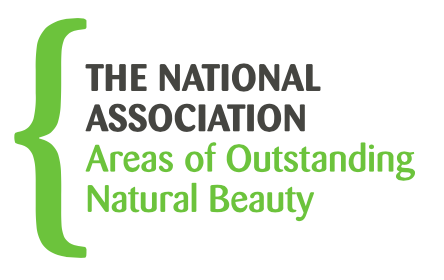 THE NATIONAL
ASSOCIATION
Areas of Outstanding
Natural Beauty